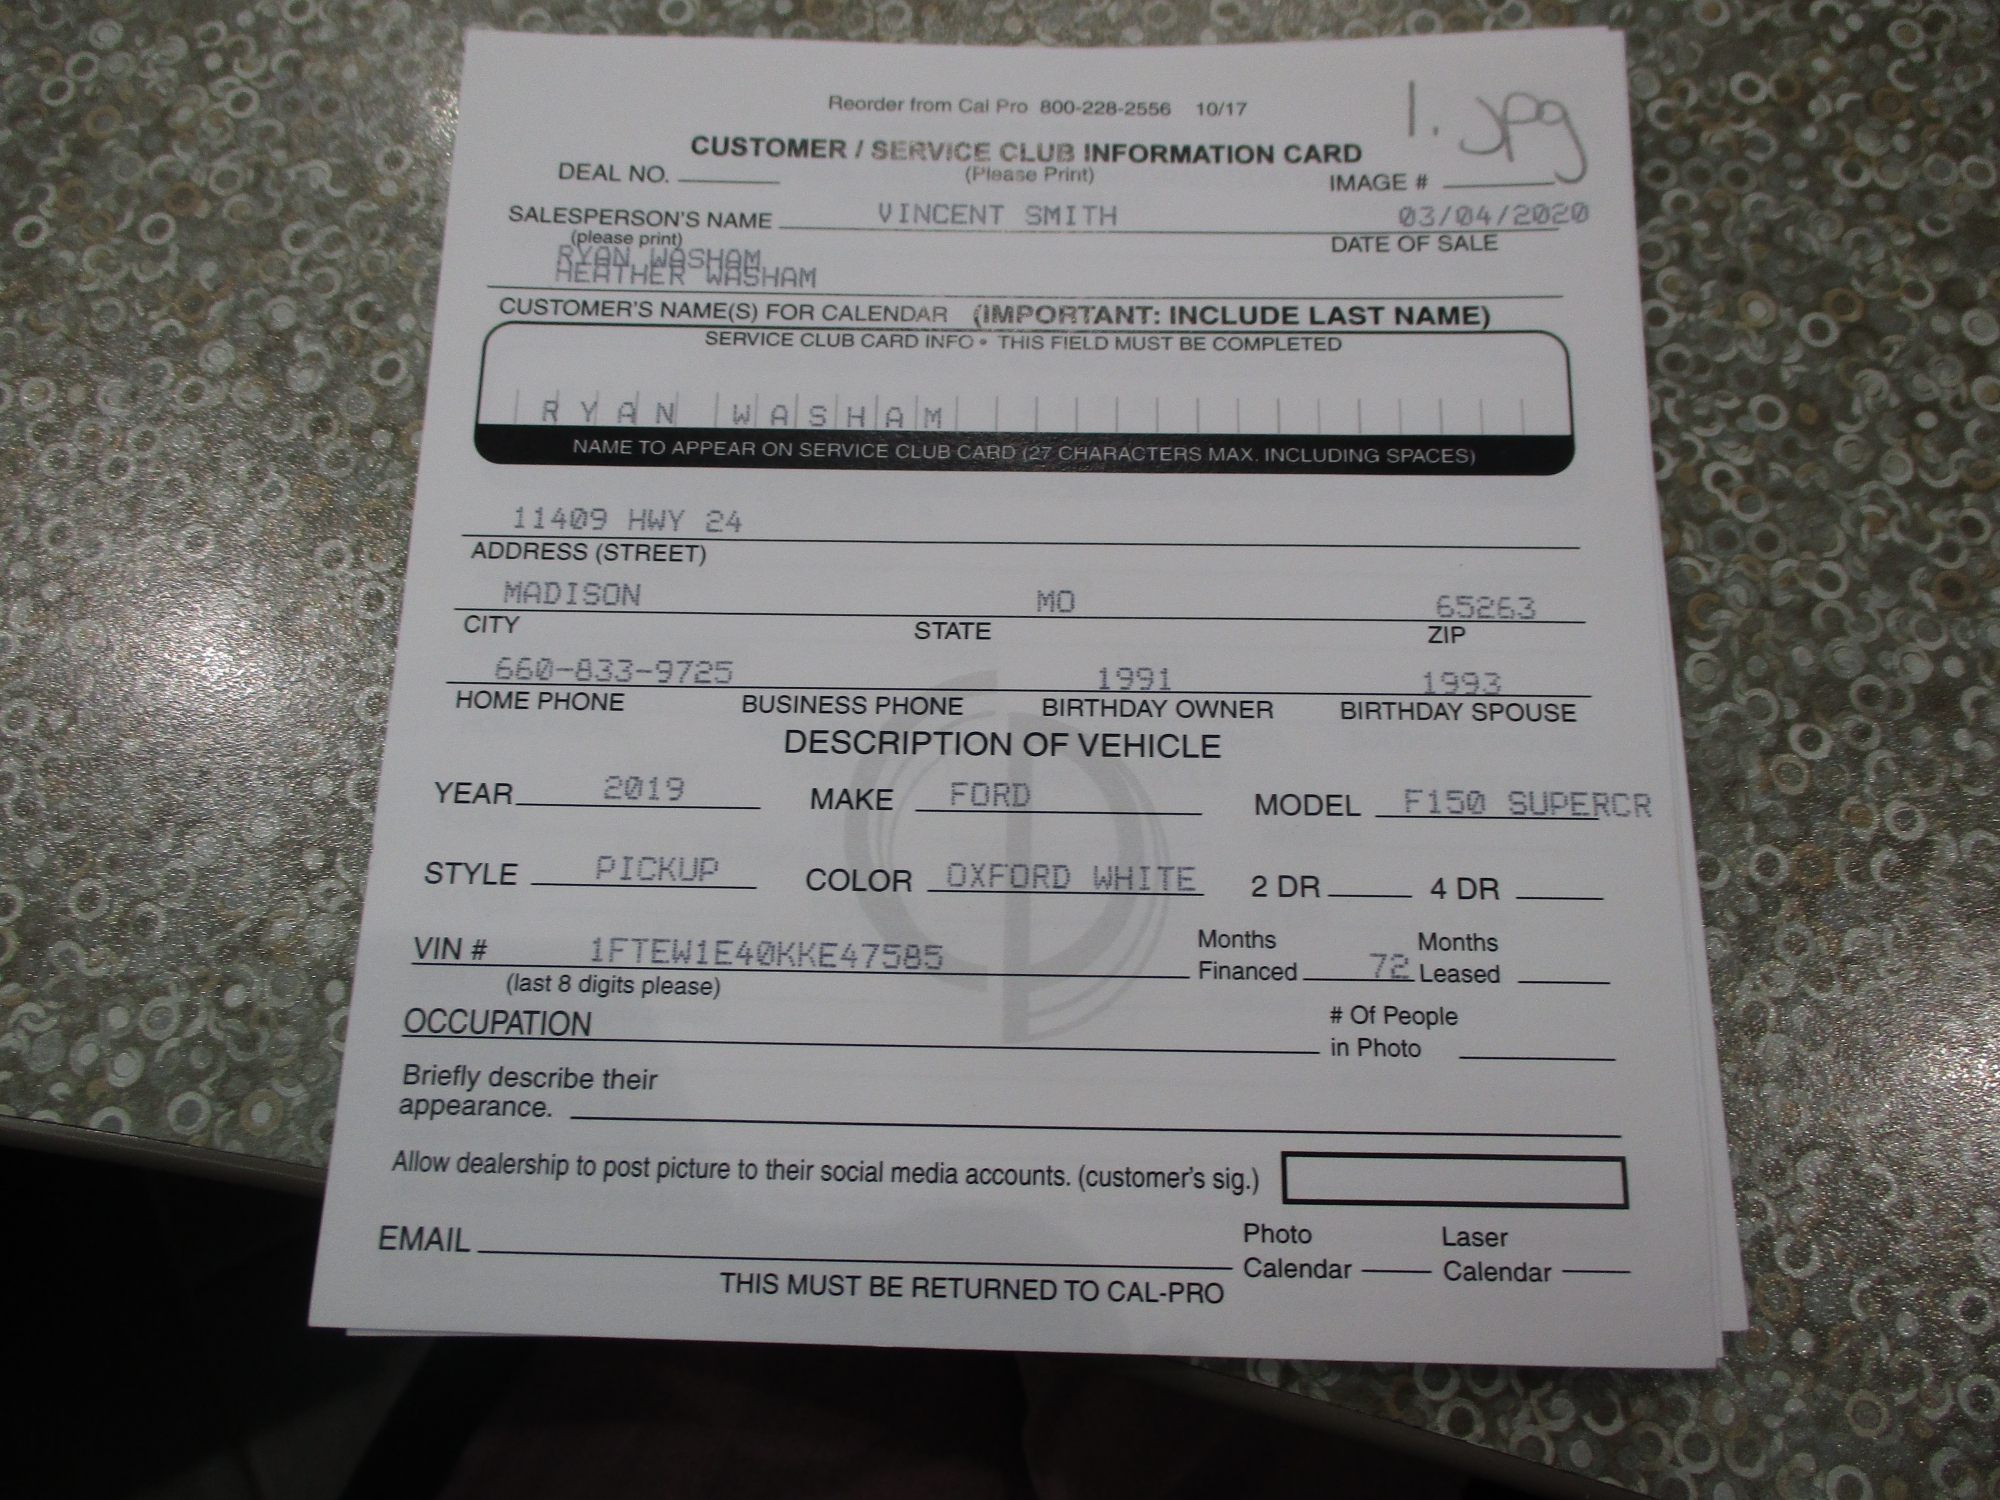 Reorder from Cal Pro 800-228-2556 10/17
1.jpg
CUSTOMER / SERVICE CLUB INFORMATION CARD
(Please Print)
DEAL NO.
IMAGE #
SALESPERSON'S NAME VINCENT SMITH 03/04/2020
(please print) DATE OF SALE
RYAN WASHAM
HEATHER WASHAM
CUSTOMER'S NAME(S) FOR CALENDAR (IMPORTANT: INCLUDE LAST NAME)
SERVICE CLUB CARD INFO • THIS FIELD MUST BE COMPLETED
RYAN WASHAM
NAME TO APPEAR ON SERVICE CLUB CARD (27 CHARACTERS MAX. INCLUDING SPACES)
11409 HWY 24
ADDRESS (STREET)
MADISON MO 65263
CITY STATE ZIP
660-833-9725 1991 1993
HOME PHONE BUSINESS PHONE BIRTHDAY OWNER BIRTHDAY SPOUSE
DESCRIPTION OF VEHICLE
YEAR 2019 MAKE FORD MODEL F150 SUPERCR
STYLE PICKUP COLOR OXFORD WHITE 2 DR 4 DR
VIN # 1FTEW1E40KKE47585 Months Financed 72 Months Leased
(last 8 digits please)
OCCUPATION # Of People in Photo
Briefly describe their
appearance.
Allow dealership to post picture to their social media accounts. (customer's sig.)
EMAIL Photo Calendar Laser Calendar
THIS MUST BE RETURNED TO CAL-PRO